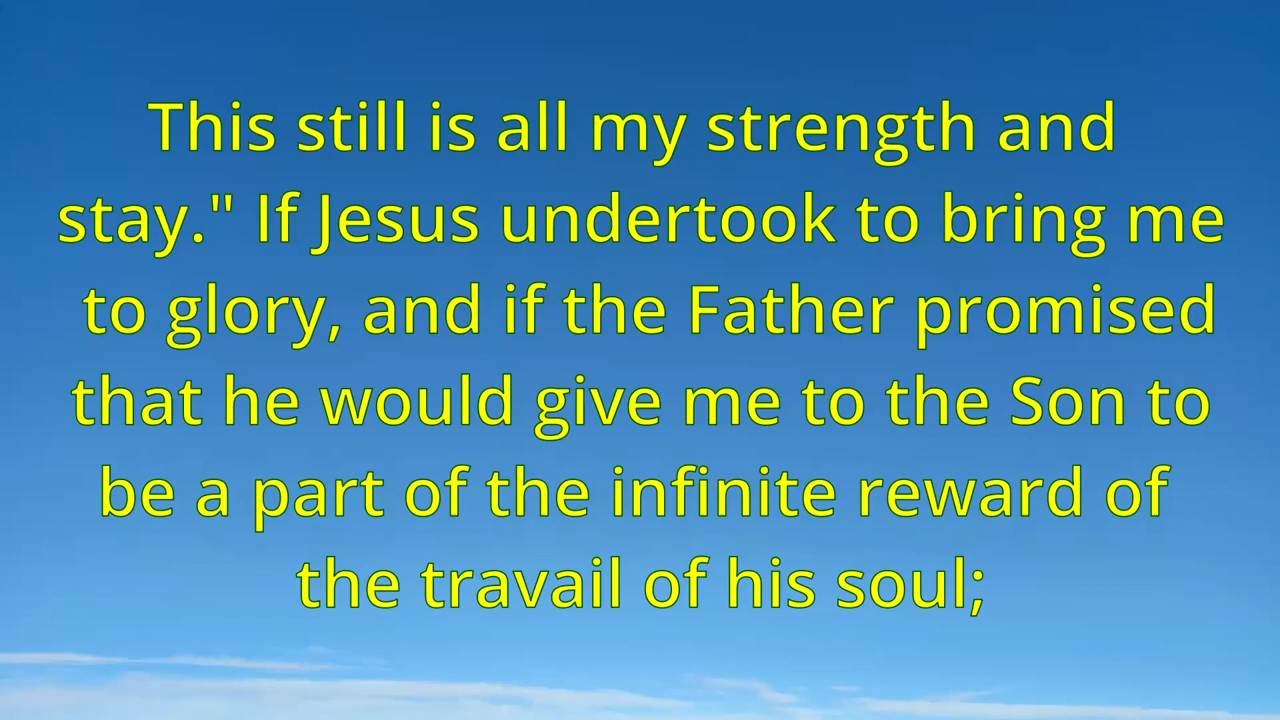 This still is all my strength and
stay." If Jesus undertook to bring me
to glory, and if the Father promised
that he would give me to the Son to
be a part of the infinite reward of
the travail of his soul;